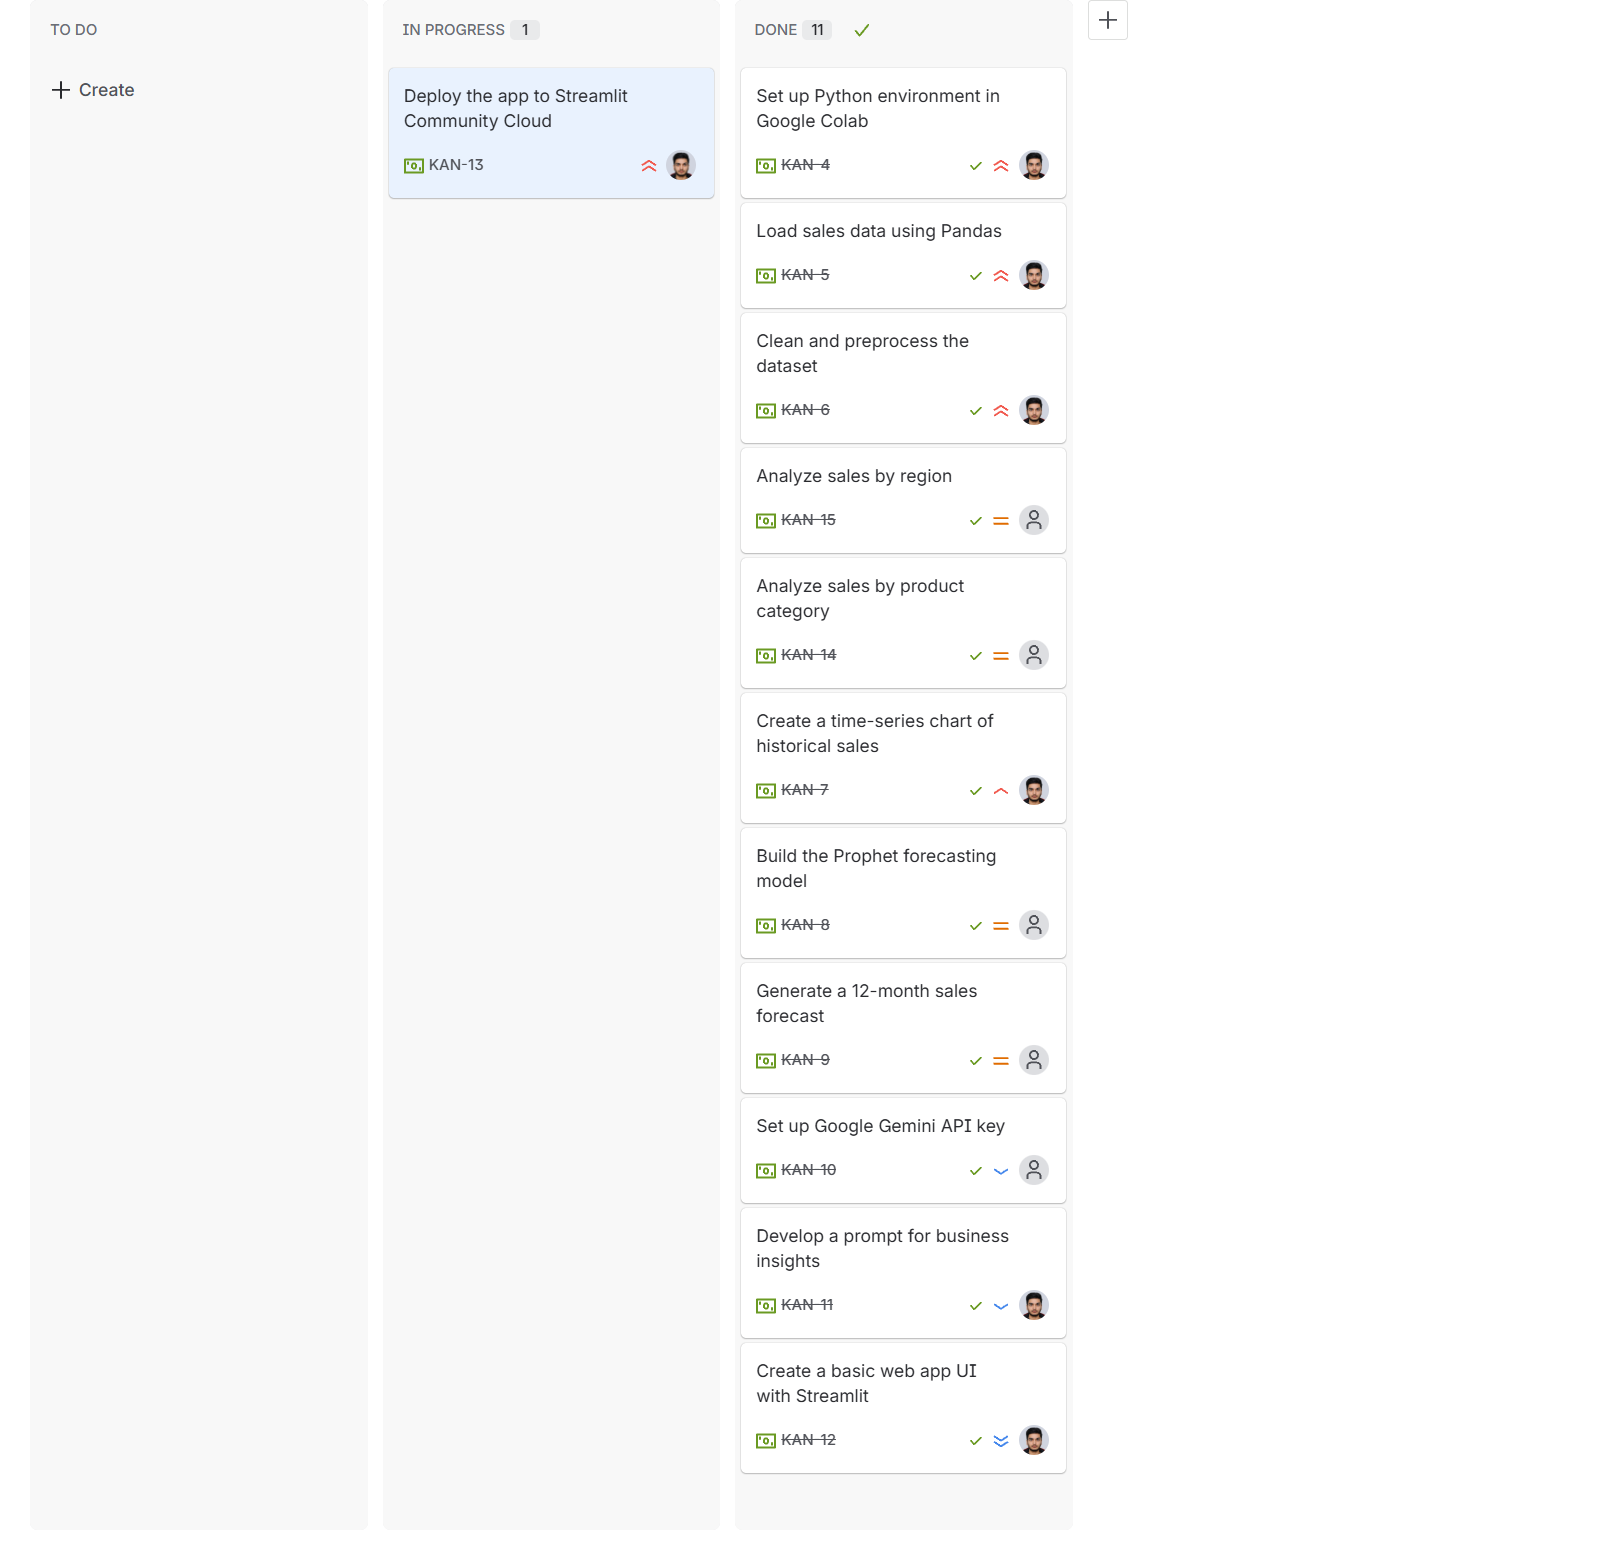 TO DO
Create
IN PROGRESS 1
Deploy the app to Streamlit
Community Cloud
KAN-13
DONE 11
Set up Python environment in
Google Colab
KAN-4
Load sales data using Pandas
KAN-5
Clean and preprocess the
dataset
KAN-6
Analyze sales by region
KAN-15
Analyze sales by product
category
KAN-14
Create a time-series chart of
historical sales
KAN-7
Build the Prophet forecasting
model
KAN-8
Generate a 12-month sales
forecast
KAN-9
Set up Google Gemini API key
KAN-10
Develop a prompt for business
insights
KAN-11
Create a basic web app UI
with Streamlit
KAN-12